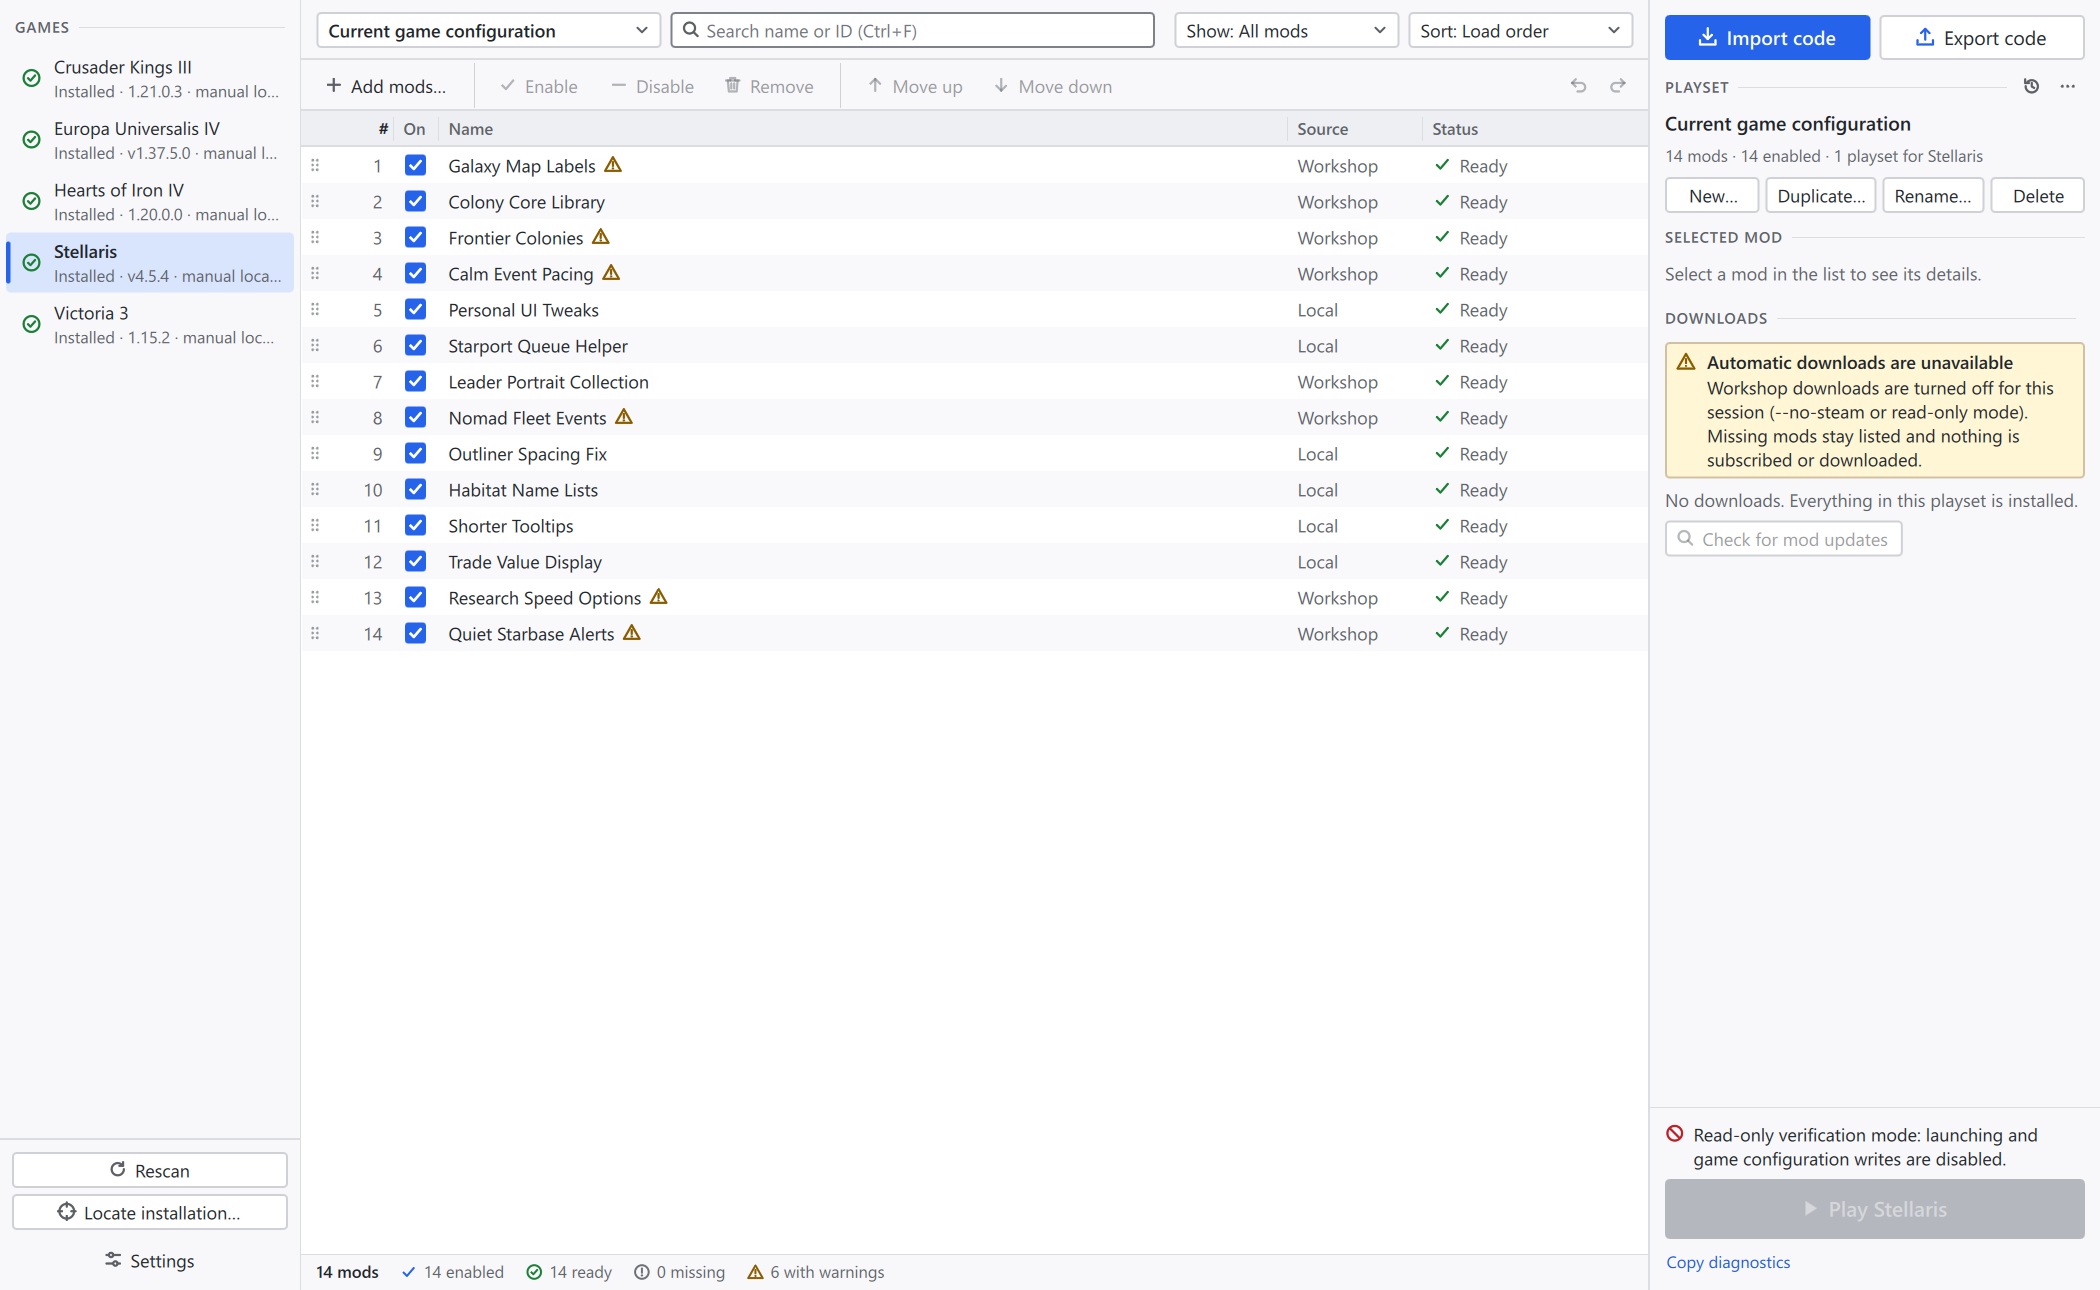 GAMES
Crusader Kings III
Installed · 1.21.0.3 · manual lo...
Europa Universalis IV
Installed · v1.37.5.0 · manual l...
Hearts of Iron IV
Installed · 1.20.0.0 · manual lo...
Stellaris
Installed · v4.5.4 · manual loca...
Victoria 3
Installed · 1.15.2 · manual loc...
Rescan
Locate installation...
Settings
Current game configuration
Search name or ID (Ctrl+F)
Show: All mods
Sort: Load order
Add mods...
Enable
Disable
Remove
Move up
Move down
# On Name Source Status
1 Galaxy Map Labels Workshop Ready
2 Colony Core Library Workshop Ready
3 Frontier Colonies Workshop Ready
4 Calm Event Pacing Workshop Ready
5 Personal UI Tweaks Local Ready
6 Starport Queue Helper Local Ready
7 Leader Portrait Collection Workshop Ready
8 Nomad Fleet Events Workshop Ready
9 Outliner Spacing Fix Local Ready
10 Habitat Name Lists Local Ready
11 Shorter Tooltips Local Ready
12 Trade Value Display Local Ready
13 Research Speed Options Workshop Ready
14 Quiet Starbase Alerts Workshop Ready
14 mods 14 enabled 14 ready 0 missing 6 with warnings
Import code
Export code
PLAYSET
Current game configuration
14 mods · 14 enabled · 1 playset for Stellaris
New...
Duplicate...
Rename...
Delete
SELECTED MOD
Select a mod in the list to see its details.
DOWNLOADS
Automatic downloads are unavailable
Workshop downloads are turned off for this
session (--no-steam or read-only mode).
Missing mods stay listed and nothing is
subscribed or downloaded.
No downloads. Everything in this playset is installed.
Check for mod updates
Read-only verification mode: launching and
game configuration writes are disabled.
Play Stellaris
Copy diagnostics